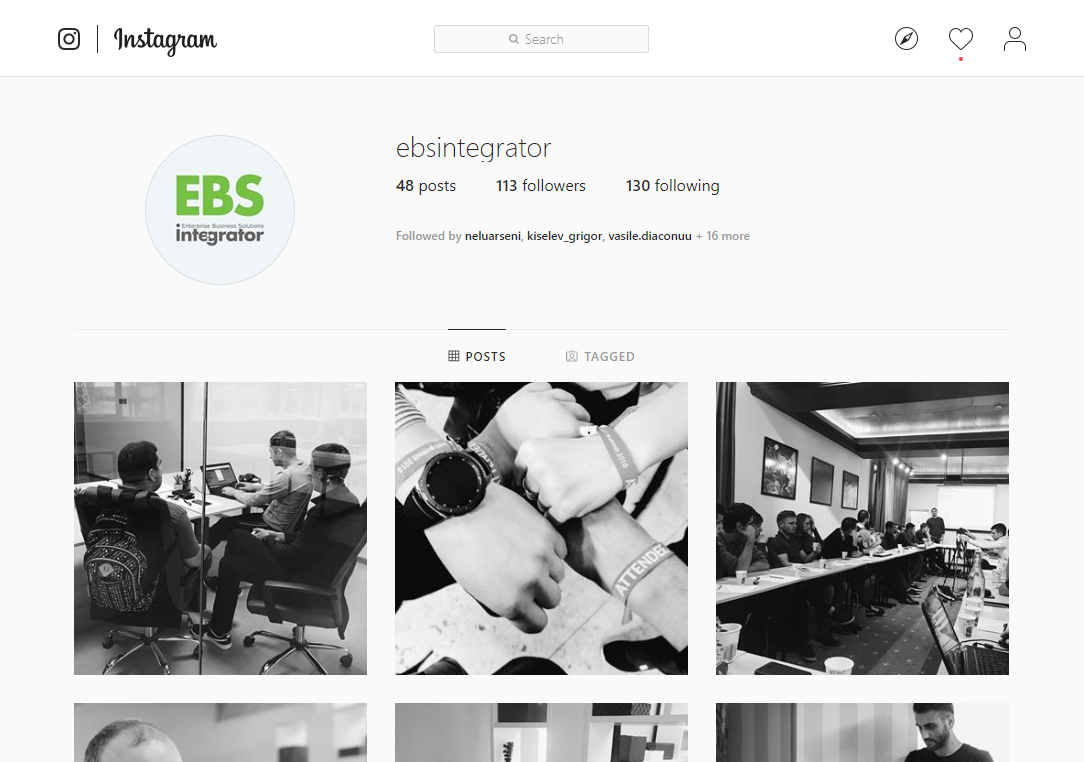 Instagram
Search
ebsintegrator
48 posts 113 followers 130 following
Followed by neluarseni, kiselev_grigor, vasile.diaconuu + 16 more
EBS
Enterprise Business Solutions
integrator
POSTS TAGGED
ATTENDEE